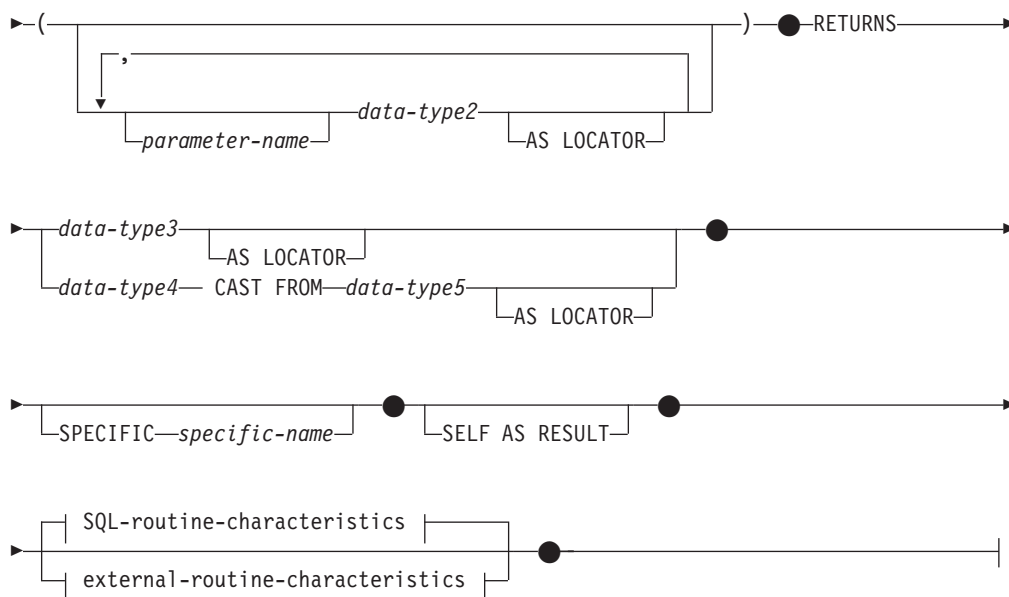 ( ) RETURNS
,
data-type2
parameter-name AS LOCATOR
data-type3
AS LOCATOR
data-type4 CAST FROM data-type5
AS LOCATOR
SPECIFIC specific-name SELF AS RESULT
SQL-routine-characteristics
external-routine-characteristics